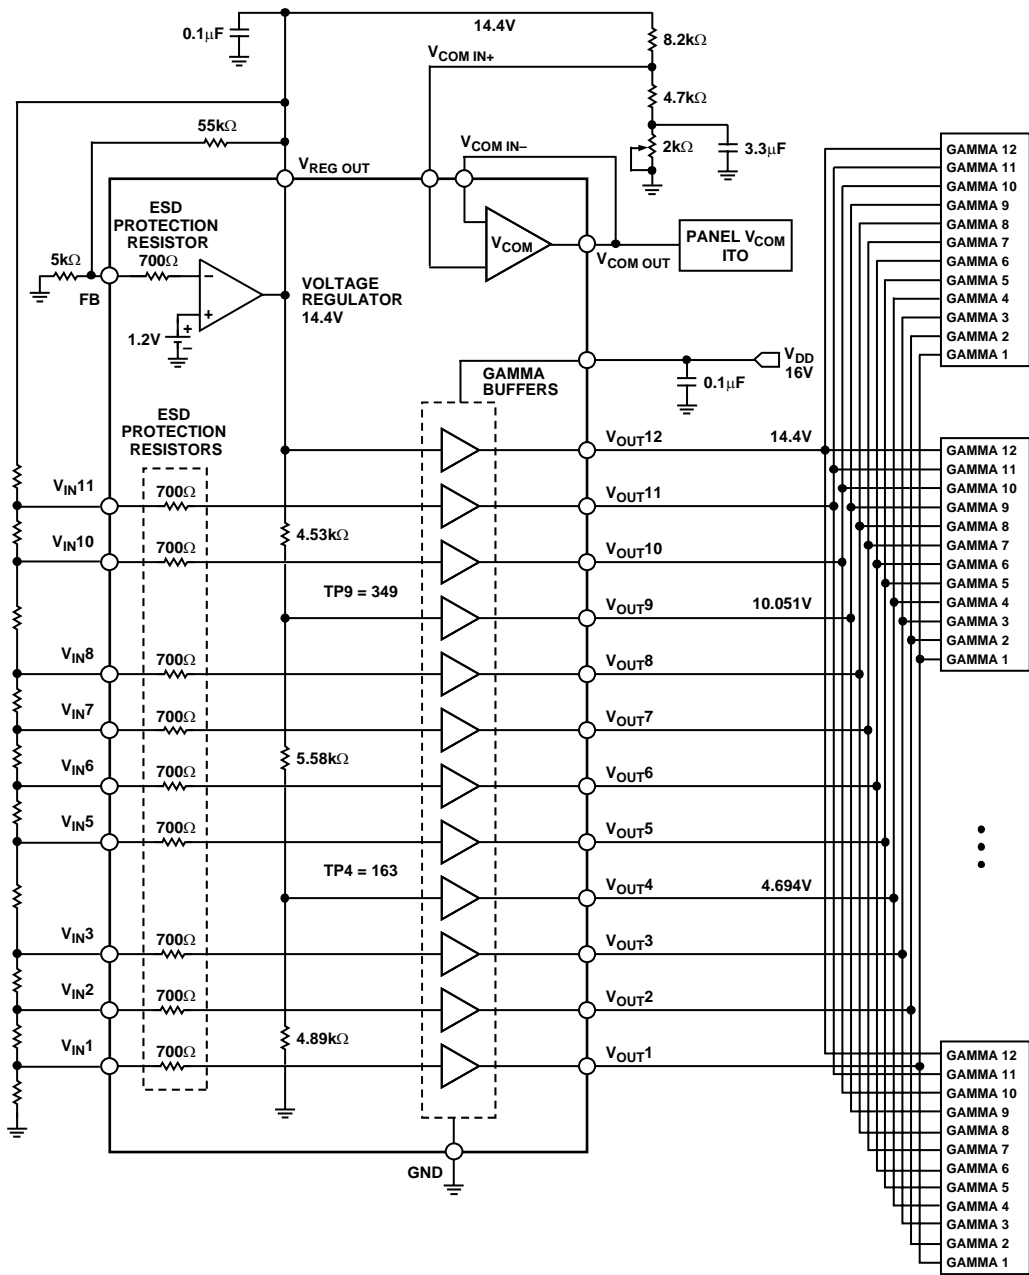 0.1μF
14.4V
8.2kΩ
VCOM IN+
4.7kΩ
55kΩ
VCOM IN–
2kΩ
3.3μF
VREG OUT
ESD
PROTECTION
RESISTOR
5kΩ
700Ω
FB
1.2V
+
–
–
+
VOLTAGE
REGULATOR
14.4V
VCOM
VCOM OUT
PANEL VCOM
ITO
VDD
16V
0.1μF
GAMMA
BUFFERS
ESD
PROTECTION
RESISTORS
VOUT12
14.4V
VIN11
700Ω
VOUT11
4.53kΩ
VIN10
700Ω
VOUT10
TP9 = 349
VOUT9
10.051V
VIN8
700Ω
VOUT8
VIN7
700Ω
VOUT7
5.58kΩ
VIN6
700Ω
VOUT6
VIN5
700Ω
VOUT5
TP4 = 163
VOUT4
4.694V
VIN3
700Ω
VOUT3
VIN2
700Ω
VOUT2
4.89kΩ
VIN1
700Ω
VOUT1
GND
GAMMA 12
GAMMA 11
GAMMA 10
GAMMA 9
GAMMA 8
GAMMA 7
GAMMA 6
GAMMA 5
GAMMA 4
GAMMA 3
GAMMA 2
GAMMA 1
GAMMA 12
GAMMA 11
GAMMA 10
GAMMA 9
GAMMA 8
GAMMA 7
GAMMA 6
GAMMA 5
GAMMA 4
GAMMA 3
GAMMA 2
GAMMA 1
GAMMA 12
GAMMA 11
GAMMA 10
GAMMA 9
GAMMA 8
GAMMA 7
GAMMA 6
GAMMA 5
GAMMA 4
GAMMA 3
GAMMA 2
GAMMA 1